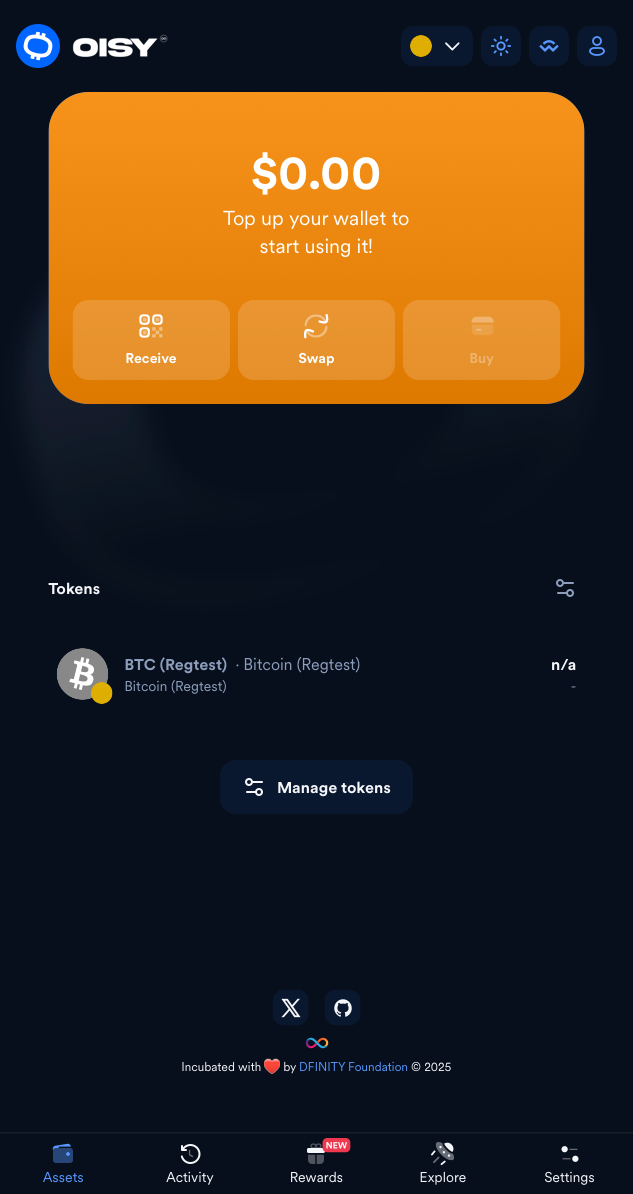 OISY
$0.00
Top up your wallet to
start using it!
Receive
Swap
Buy
Tokens
BTC (Regtest) · Bitcoin (Regtest)
n/a
Bitcoin (Regtest)
-
Manage tokens
Incubated with ❤️ by DFINITY Foundation © 2025
NEW
Assets
Activity
Rewards
Explore
Settings